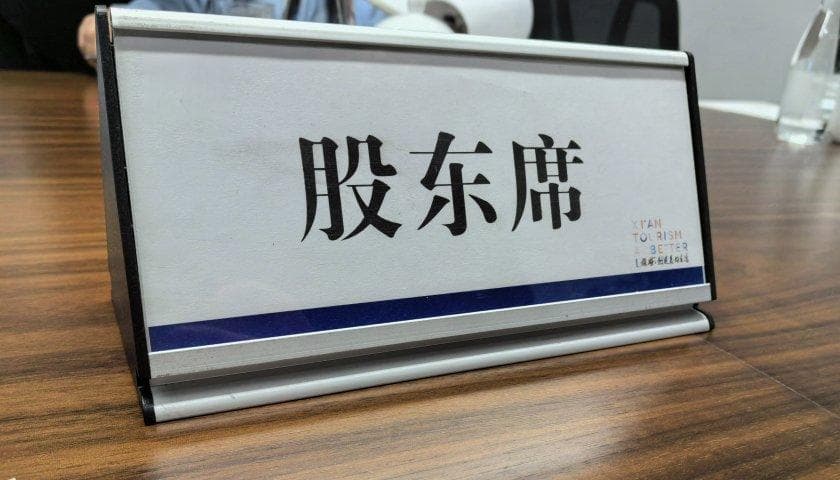 股东席
XI'AN
TOURISM
A BETTER